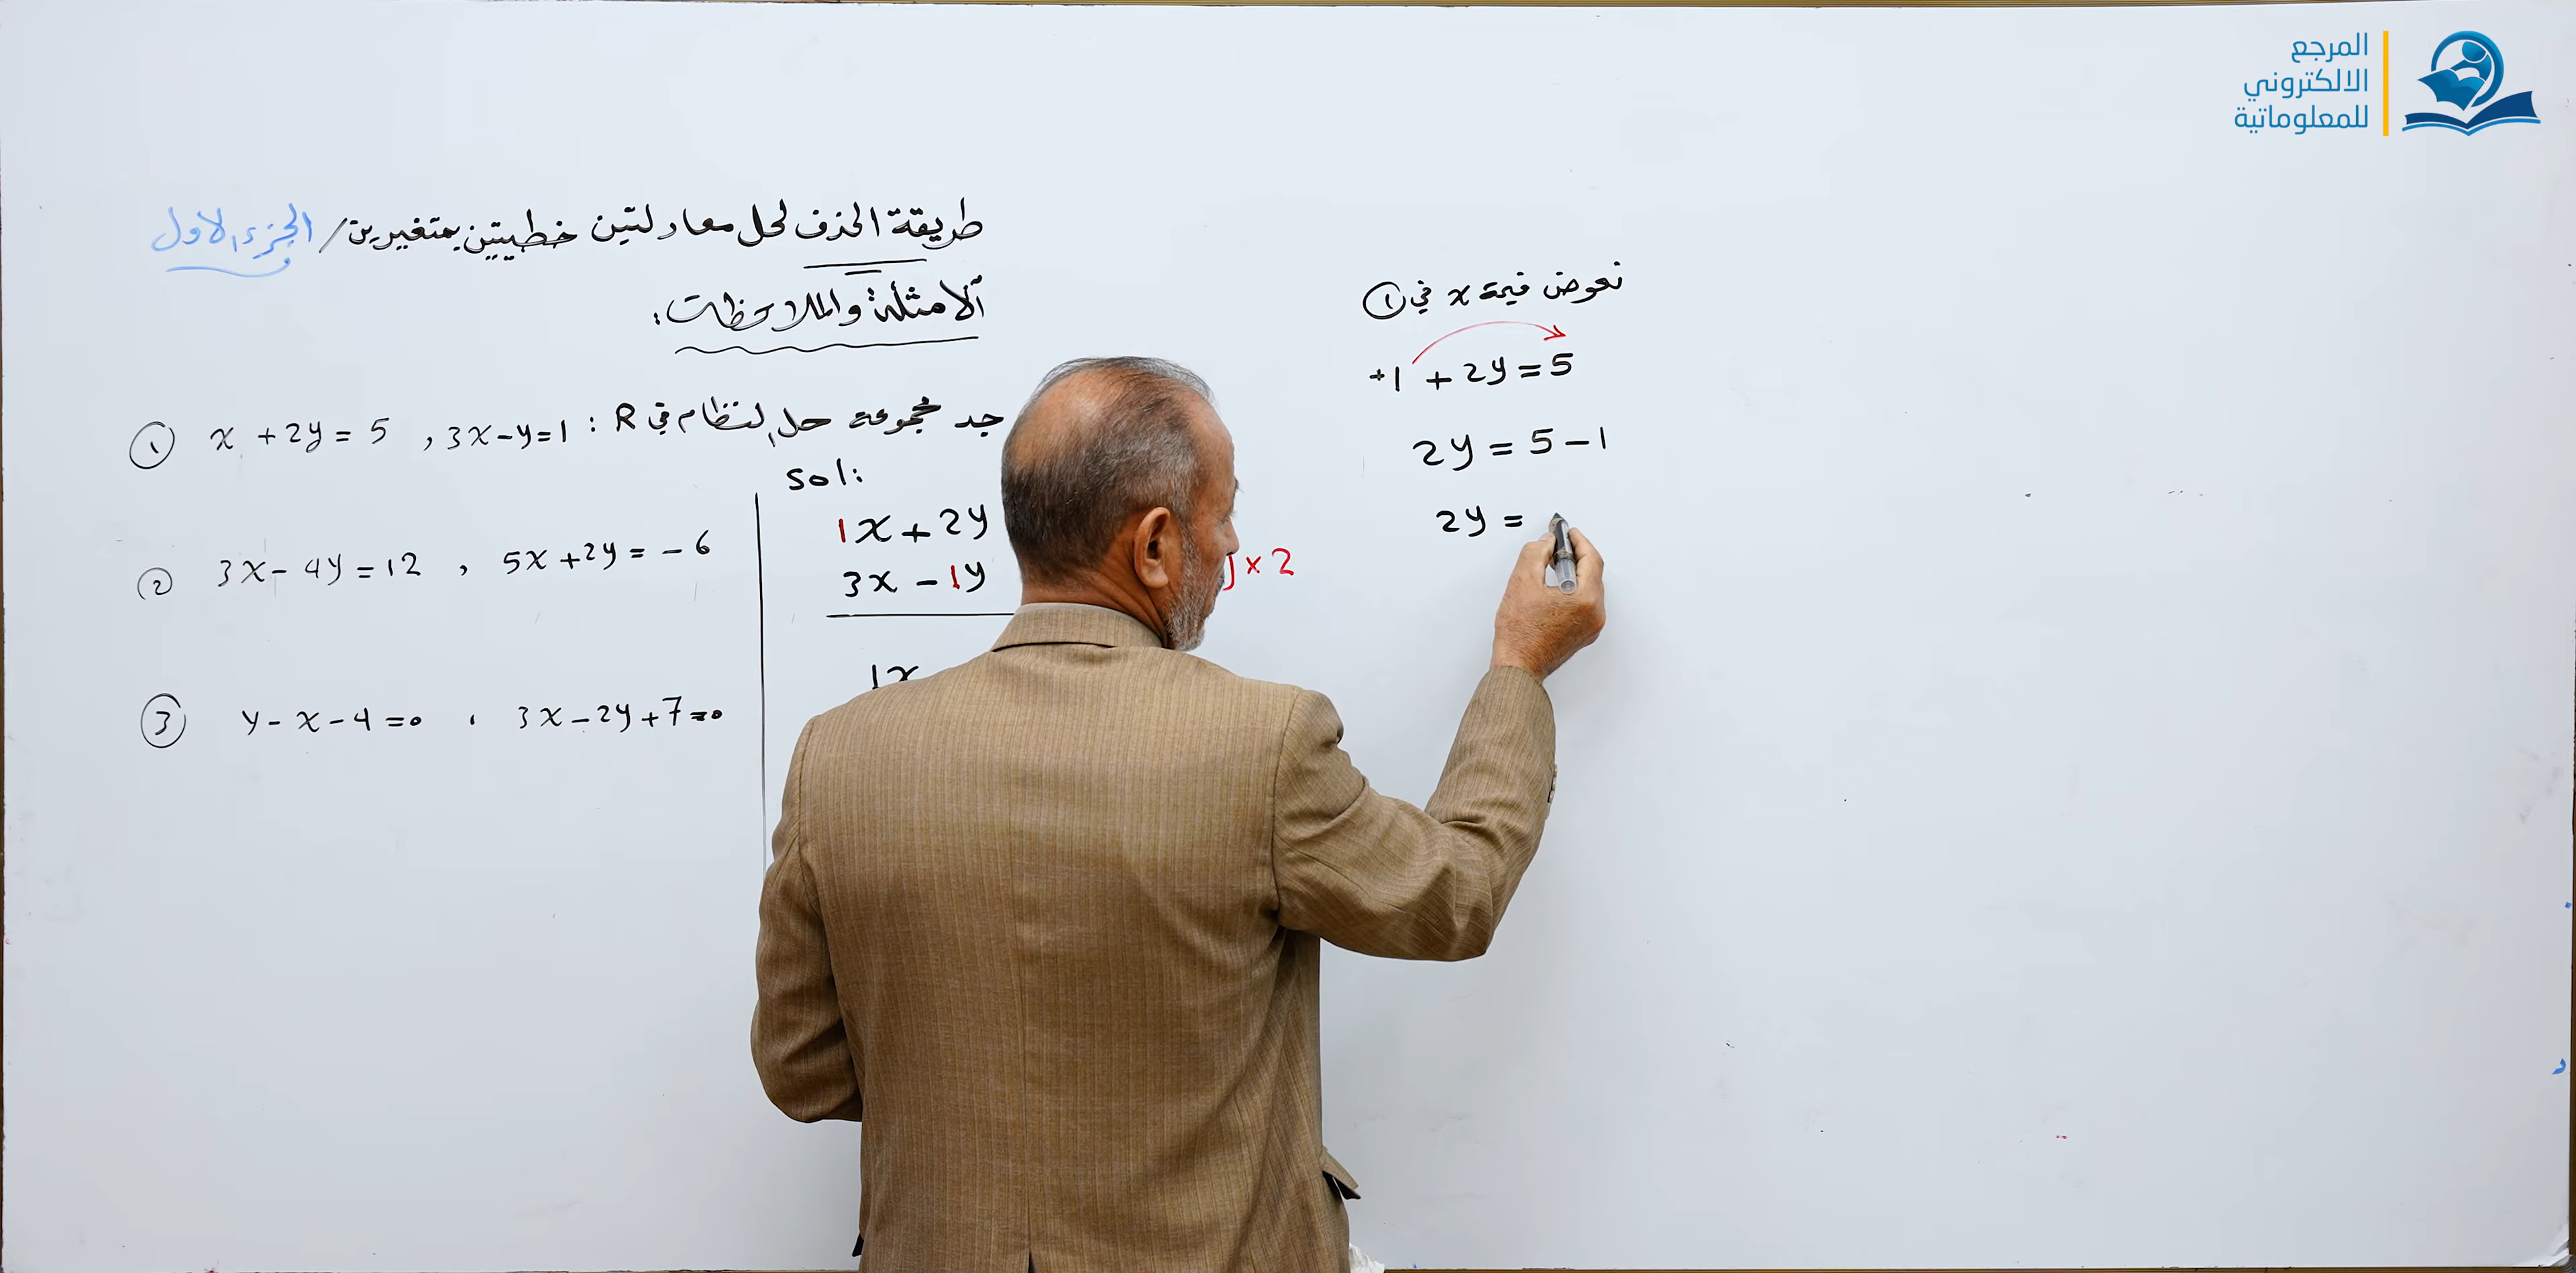 المرجع
الالكتروني
للمعلوماتية
طريقة الحذف لحل معادلتين خطيتين بمتغيرين / الجزء الاول
الامثلة والملاحظات :
جد مجموعة حل النظام في R :
① x + 2y = 5 , 3x - y = 1
② 3x - 4y = 12 , 5x + 2y = - 6
③ y - x - 4 = 0 , 3x - 2y + 7 = 0
Sol:
1x + 2y
3x - 1y
] × 2
1x
نعوض قيمة x في ①
+1 + 2y = 5
2y = 5 - 1
2y =